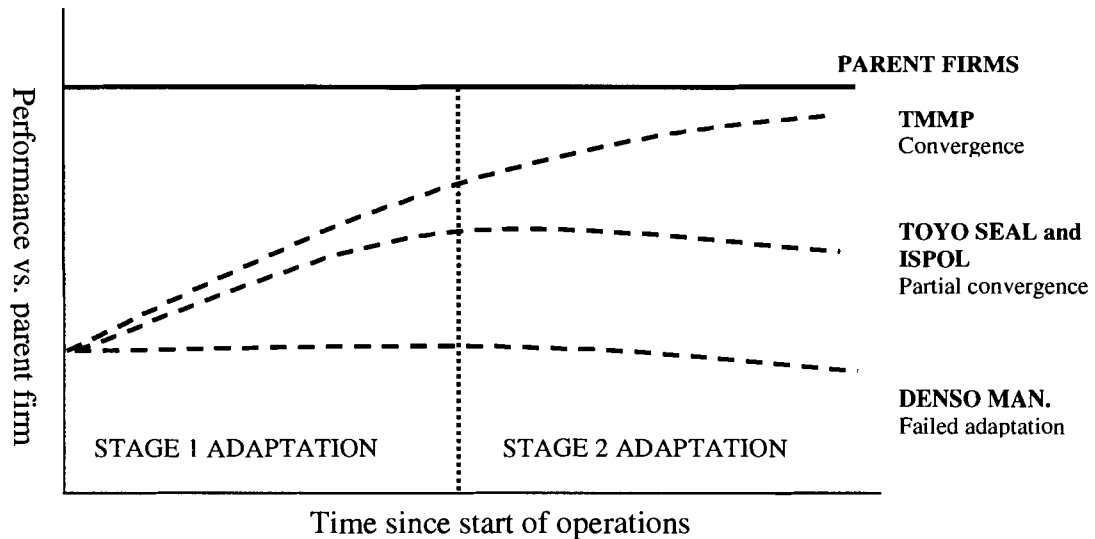 PARENT FIRMS
TMMP
Convergence
TOYO SEAL and
ISPOL
Partial convergence
DENSO MAN.
Failed adaptation
Performance vs. parent firm
STAGE 1 ADAPTATION
STAGE 2 ADAPTATION
Time since start of operations